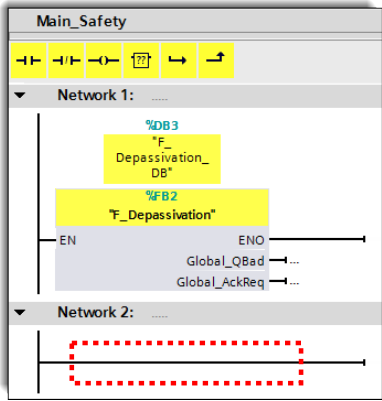 Main_Safety
??
Network 1: .....
%DB3
"F_
Depassivation_
DB"
%FB2
"F_Depassivation"
EN ENO
Global_QBad ...
Global_AckReq ...
Network 2: .....